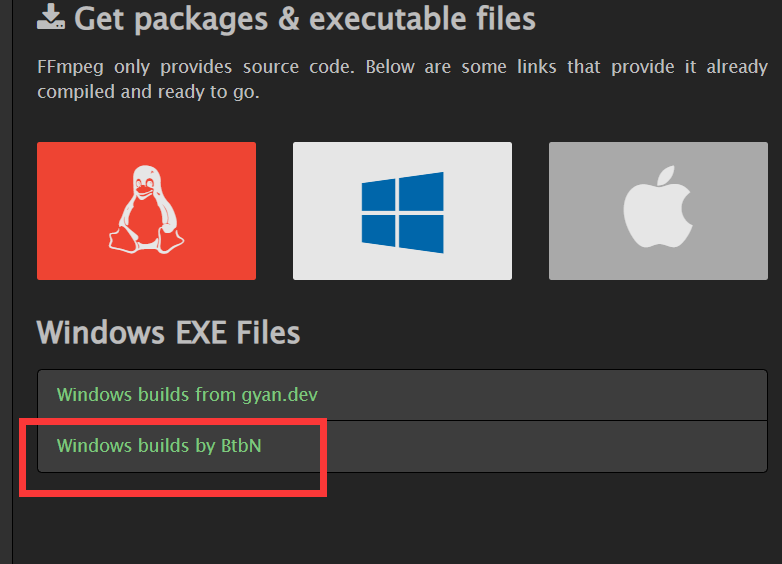 Get packages & executable files
FFmpeg only provides source code. Below are some links that provide it already
compiled and ready to go.
Windows EXE Files
Windows builds from gyan.dev
Windows builds by BtbN